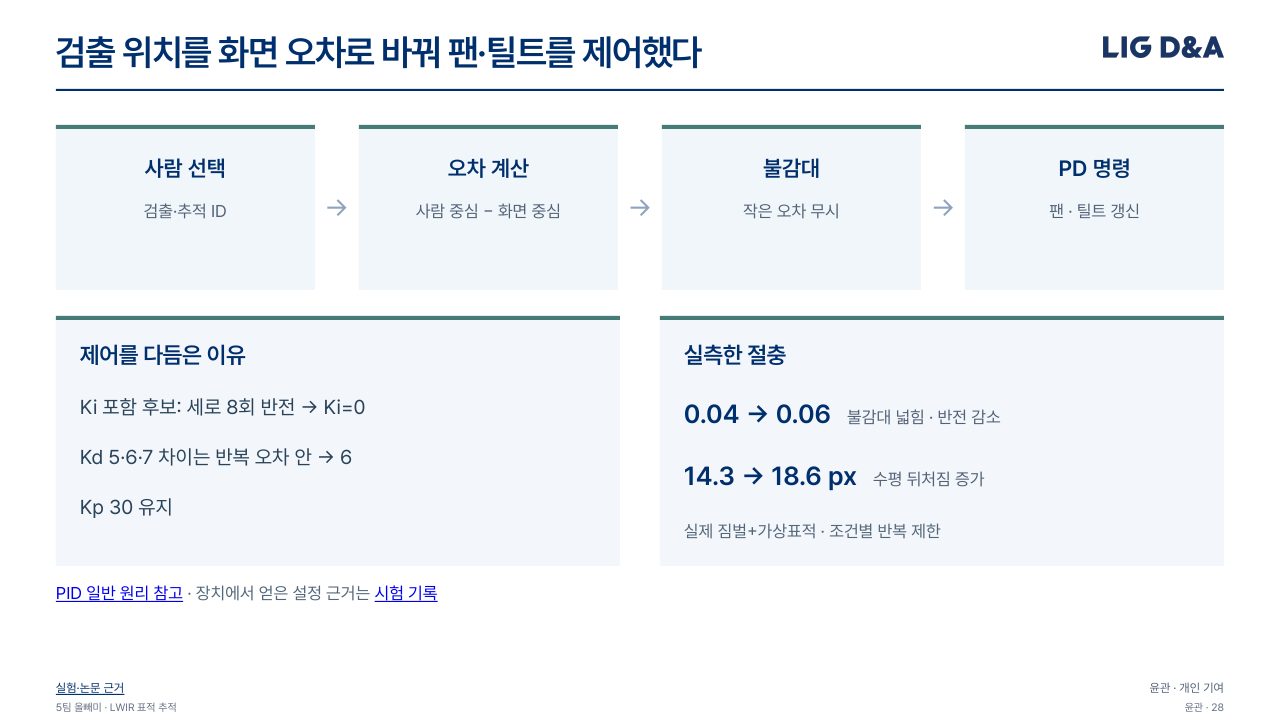 검출 위치를 화면 오차로 바꿔 팬·틸트를 제어했다
LIG D&A
사람 선택
검출·추적 ID
→
오차 계산
사람 중심 − 화면 중심
→
불감대
작은 오차 무시
→
PD 명령
팬 · 틸트 갱신
제어를 다듬은 이유
Ki 포함 후보: 세로 8회 반전 → Ki=0
Kd 5·6·7 차이는 반복 오차 안 → 6
Kp 30 유지
실측한 절충
0.04 → 0.06 불감대 넓힘 · 반전 감소
14.3 → 18.6 px 수평 뒤처짐 증가
실제 짐벌+가상표적 · 조건별 반복 제한
PID 일반 원리 참고 · 장치에서 얻은 설정 근거는 시험 기록
실험·논문 근거
5팀 올빼미 · LWIR 표적 추적
윤관 · 개인 기여
윤관 · 28